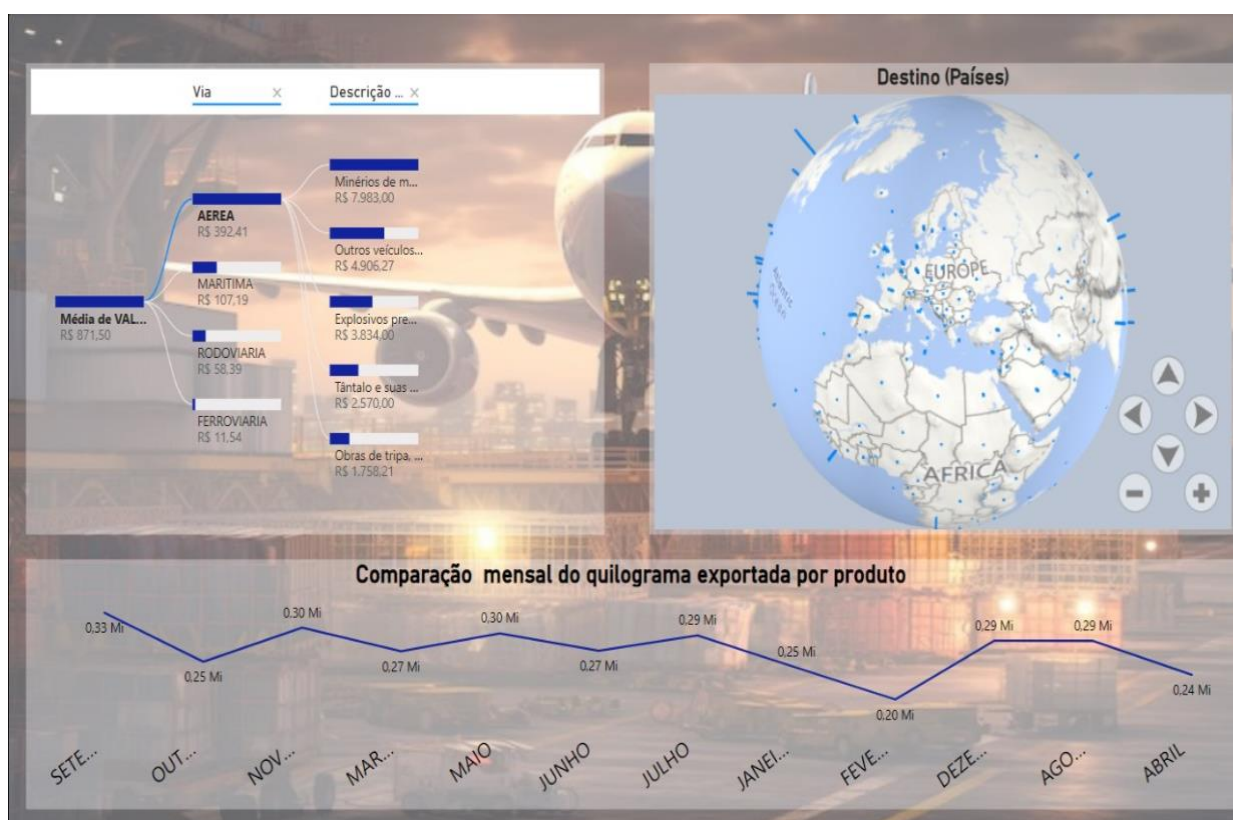 Via
Descrição ...
Média de VAL...
R$ 871,50
AEREA
R$ 392,41
MARITIMA
R$ 107,19
RODOVIARIA
R$ 58,39
FERROVIARIA
R$ 11,54
Minérios de m...
R$ 7.983,00
Outros veículos...
R$ 4.906,27
Explosivos pre...
R$ 3.834,00
Tântalo e suas ...
R$ 2.570,00
Obras de tripa, ...
R$ 1.758,21
Destino (Países)
Atlantic
Ocean
EUROPE
AFRICA
Comparação mensal do quilograma exportada por produto
0,33 Mi
0,25 Mi
0,30 Mi
0,27 Mi
0,30 Mi
0,27 Mi
0,29 Mi
0,25 Mi
0,20 Mi
0,29 Mi
0,29 Mi
0,24 Mi
SETE...
OUT...
NOV...
MAR...
MAIO
JUNHO
JULHO
JANEI...
FEVE...
DEZE...
AGO...
ABRIL